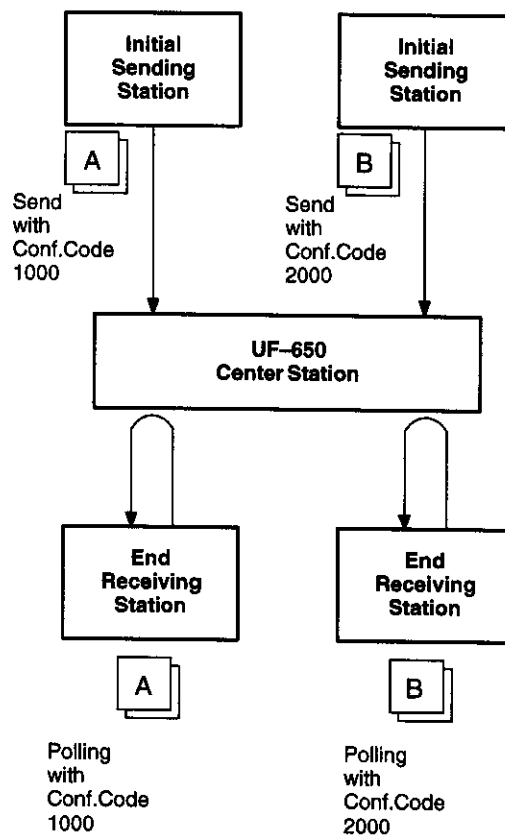 Initial
Sending
Station
Initial
Sending
Station
A
B
Send
with
Conf.Code
1000
Send
with
Conf.Code
2000
UF–650
Center Station
End
Receiving
Station
End
Receiving
Station
A
B
Polling
with
Conf.Code
1000
Polling
with
Conf.Code
2000